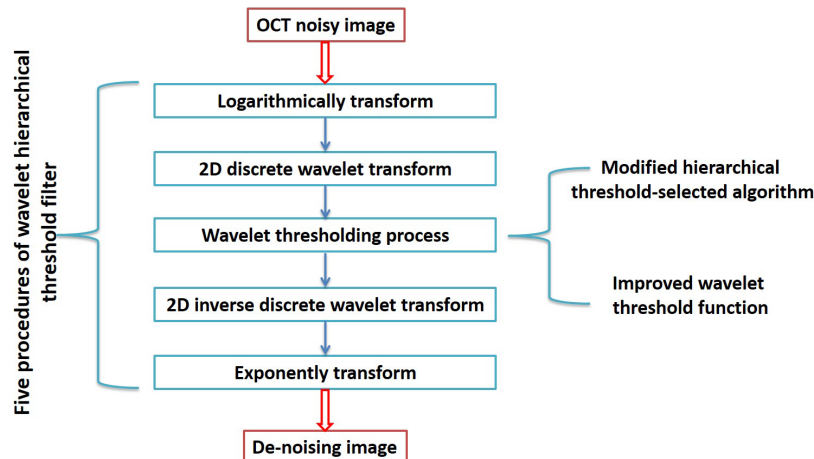 OCT noisy image
Logarithmically transform
2D discrete wavelet transform
Wavelet thresholding process
2D inverse discrete wavelet transform
Exponently transform
De-noising image
Five procedures of wavelet hierarchical
threshold filter
Modified hierarchical
threshold-selected algorithm
Improved wavelet
threshold function